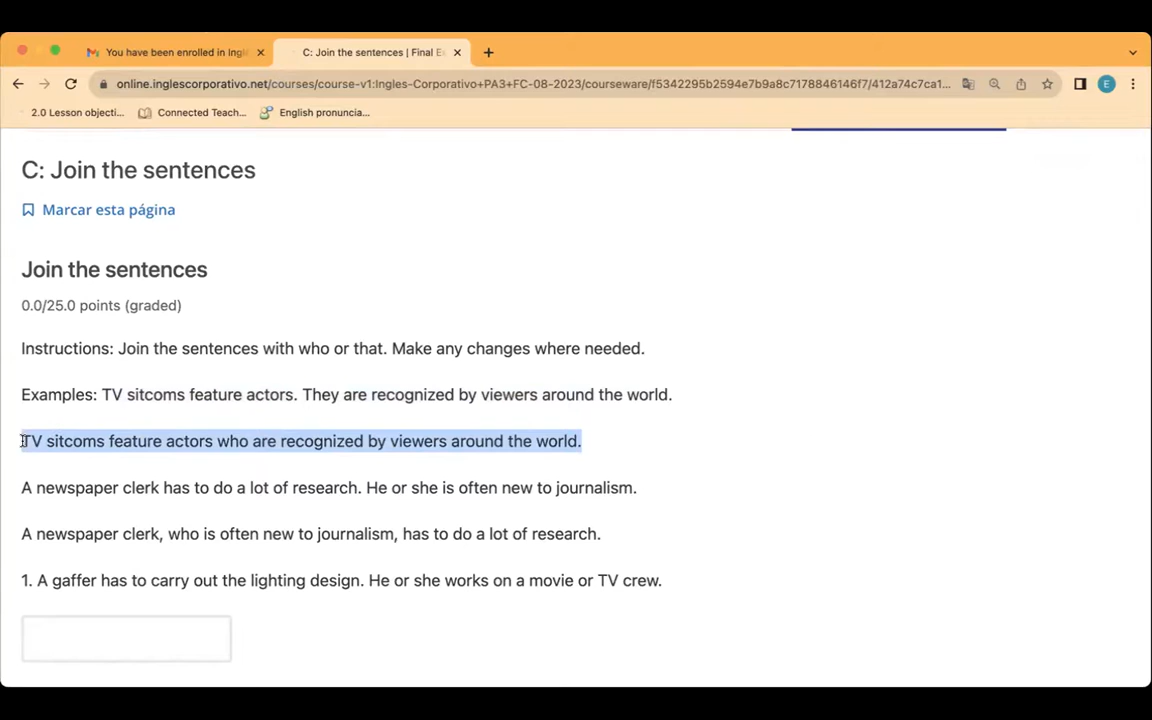 You have been enrolled in Ingl
C: Join the sentences | Final E
online.inglescorporativo.net/courses/course-v1:Ingles-Corporativo+PA3+FC-08-2023/courseware/f5342295b2594e7b9a8c7178846146f7/412a74c7ca1...
E
2.0 Lesson objecti...
Connected Teach...
English pronuncia...
C: Join the sentences
Marcar esta página
Join the sentences
0.0/25.0 points (graded)
Instructions: Join the sentences with who or that. Make any changes where needed.
Examples: TV sitcoms feature actors. They are recognized by viewers around the world.
TV sitcoms feature actors who are recognized by viewers around the world.
A newspaper clerk has to do a lot of research. He or she is often new to journalism.
A newspaper clerk, who is often new to journalism, has to do a lot of research.
1. A gaffer has to carry out the lighting design. He or she works on a movie or TV crew.